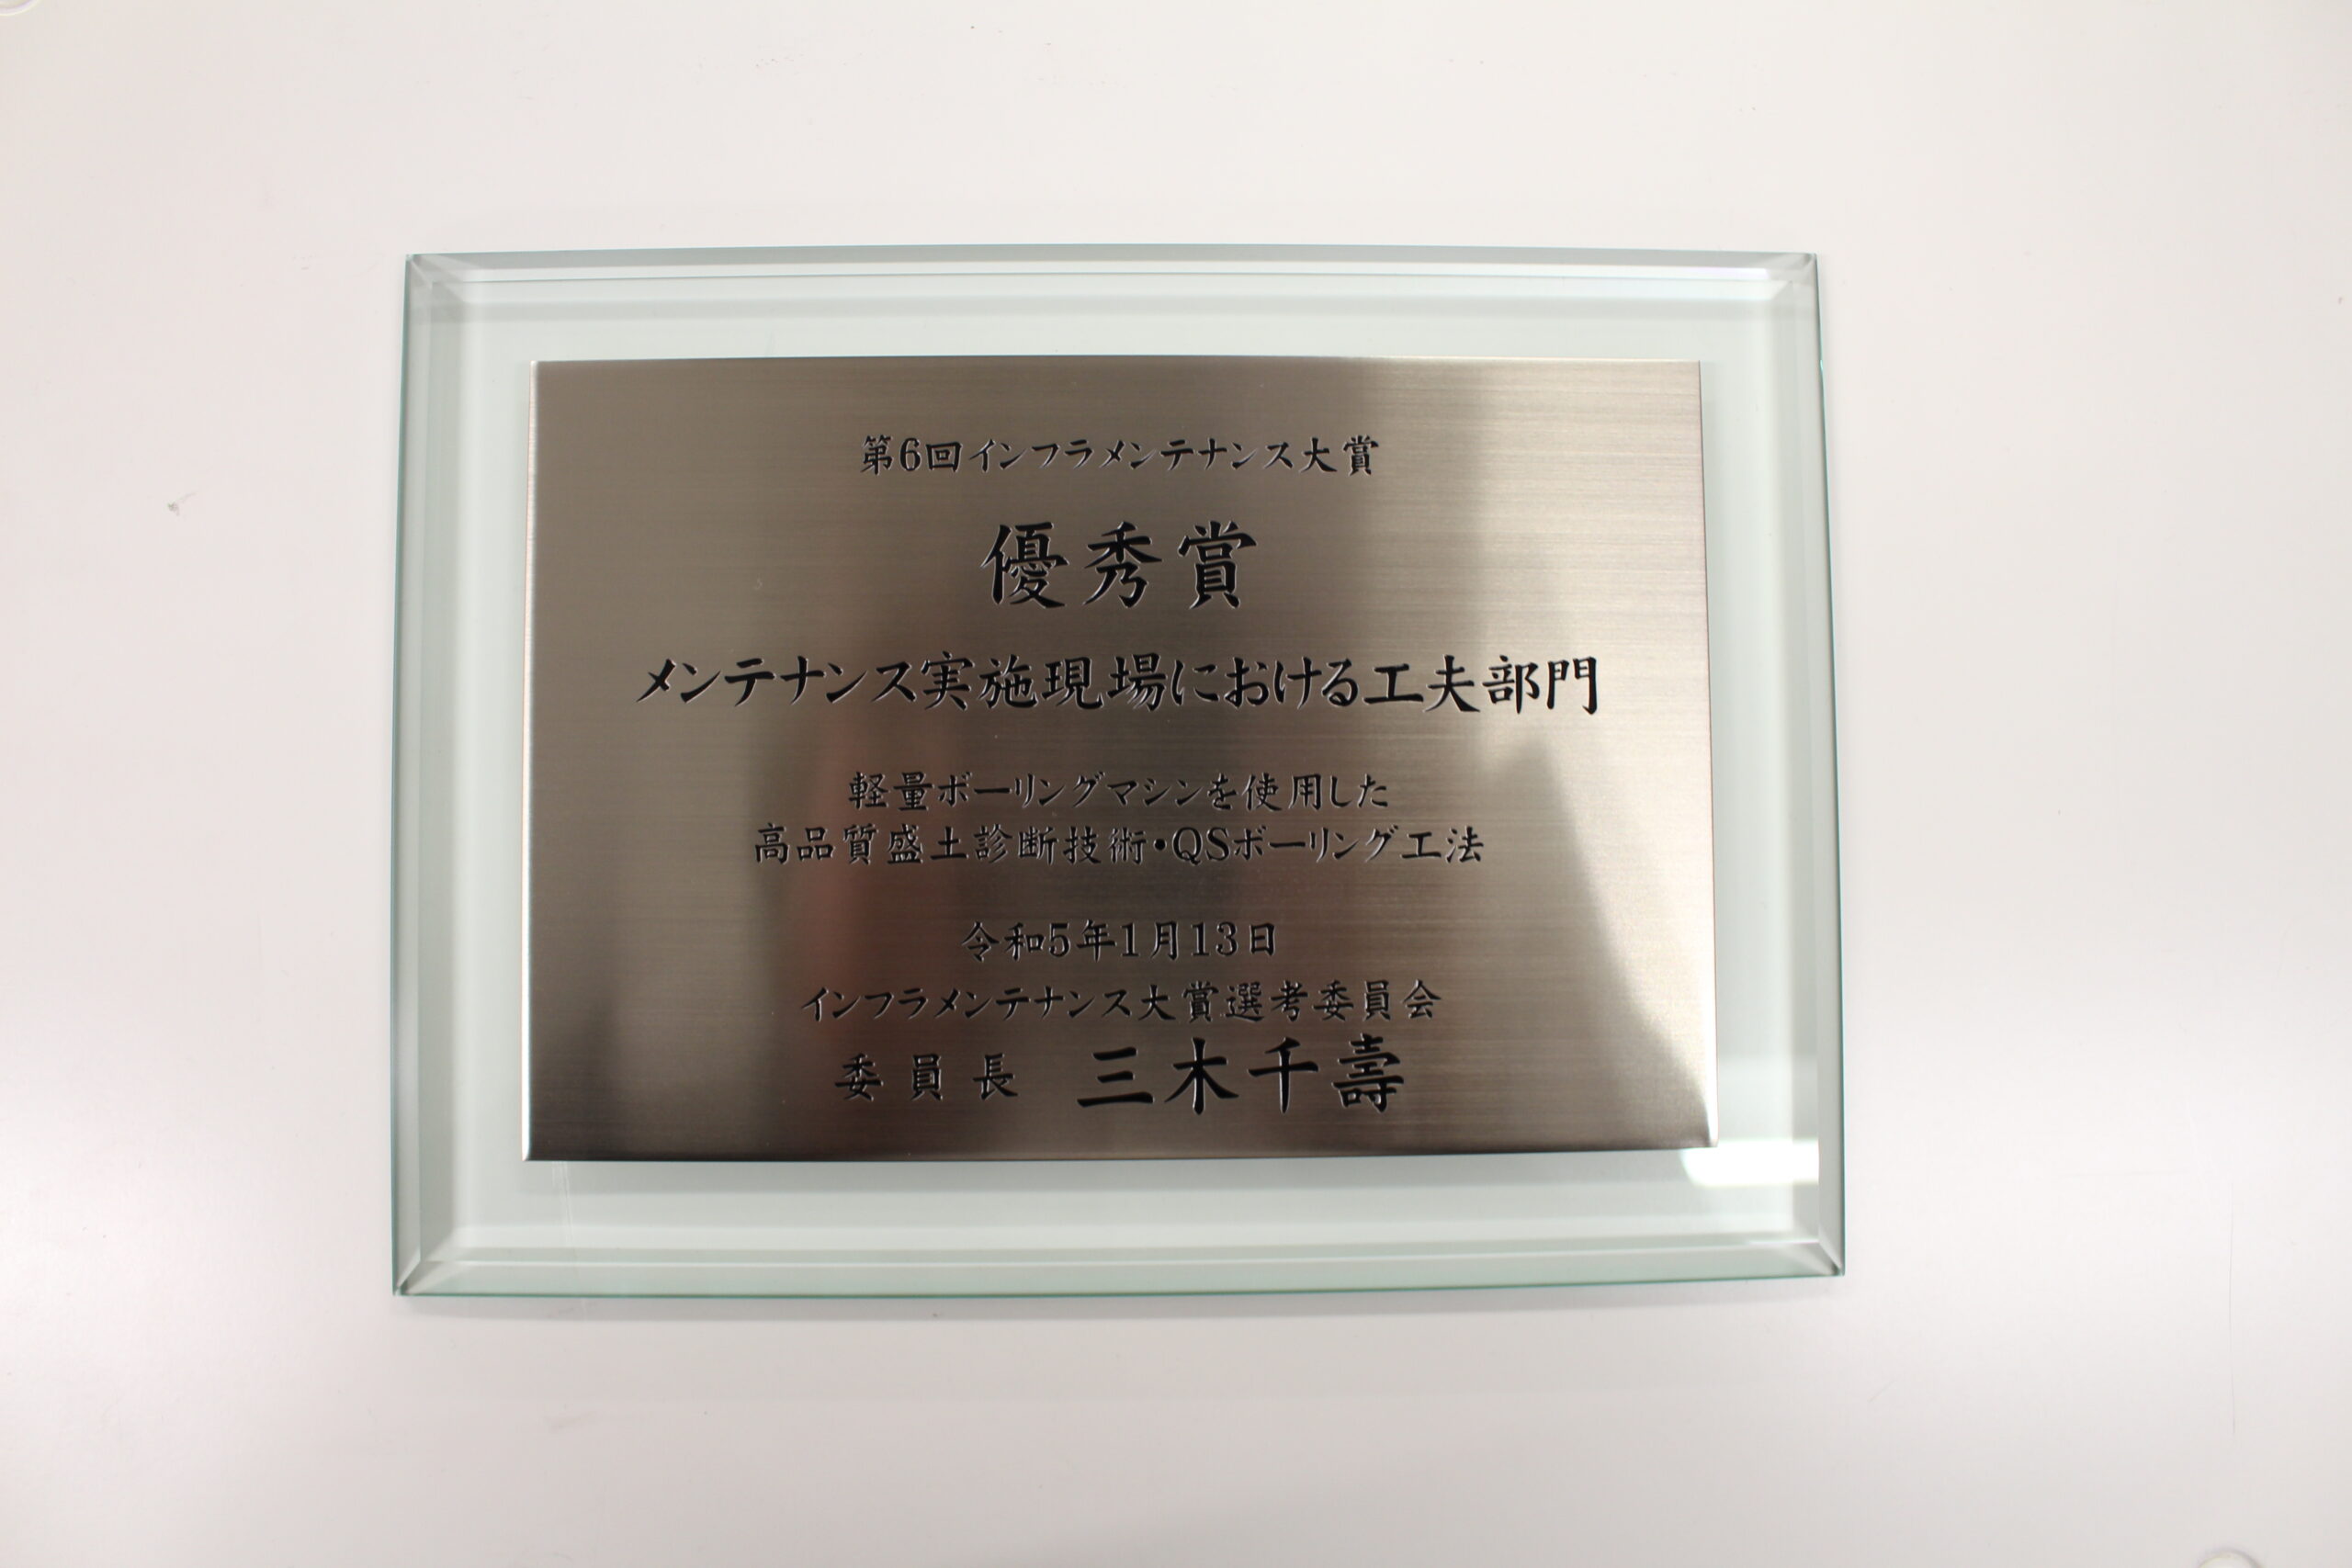 第6回インフラメンテナンス大賞
優秀賞
メンテナンス実施現場における工夫部門
軽量ボーリングマシンを使用した
高品質盛土診断技術・QSボーリング工法
令和5年1月13日
インフラメンテナンス大賞選考委員会
委員長 三木千壽